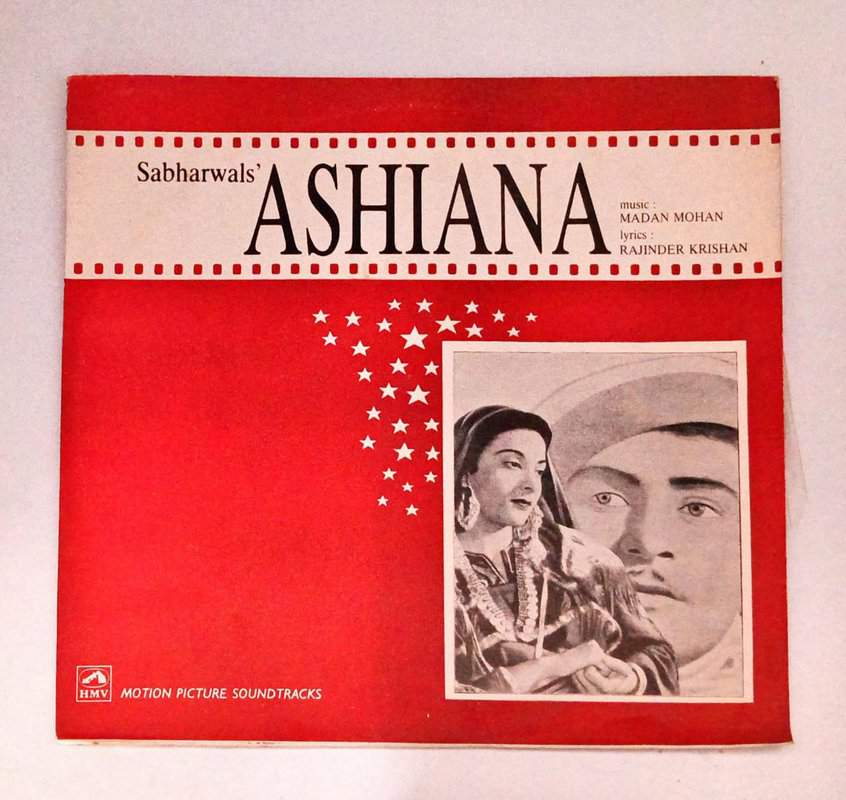 Sabharwals' ASHIANA
music :
MADAN MOHAN
lyrics :
RAJINDER KRISHAN
HMV
MOTION PICTURE SOUNDTRACKS